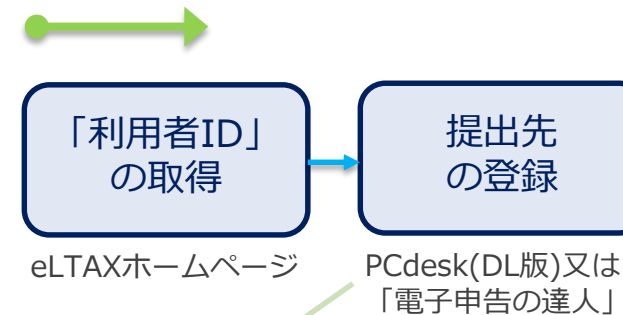 「利用者ID」
の取得
提出先
の登録
eLTAXホームページ
PCdesk(DL版)又は
「電子申告の達人」